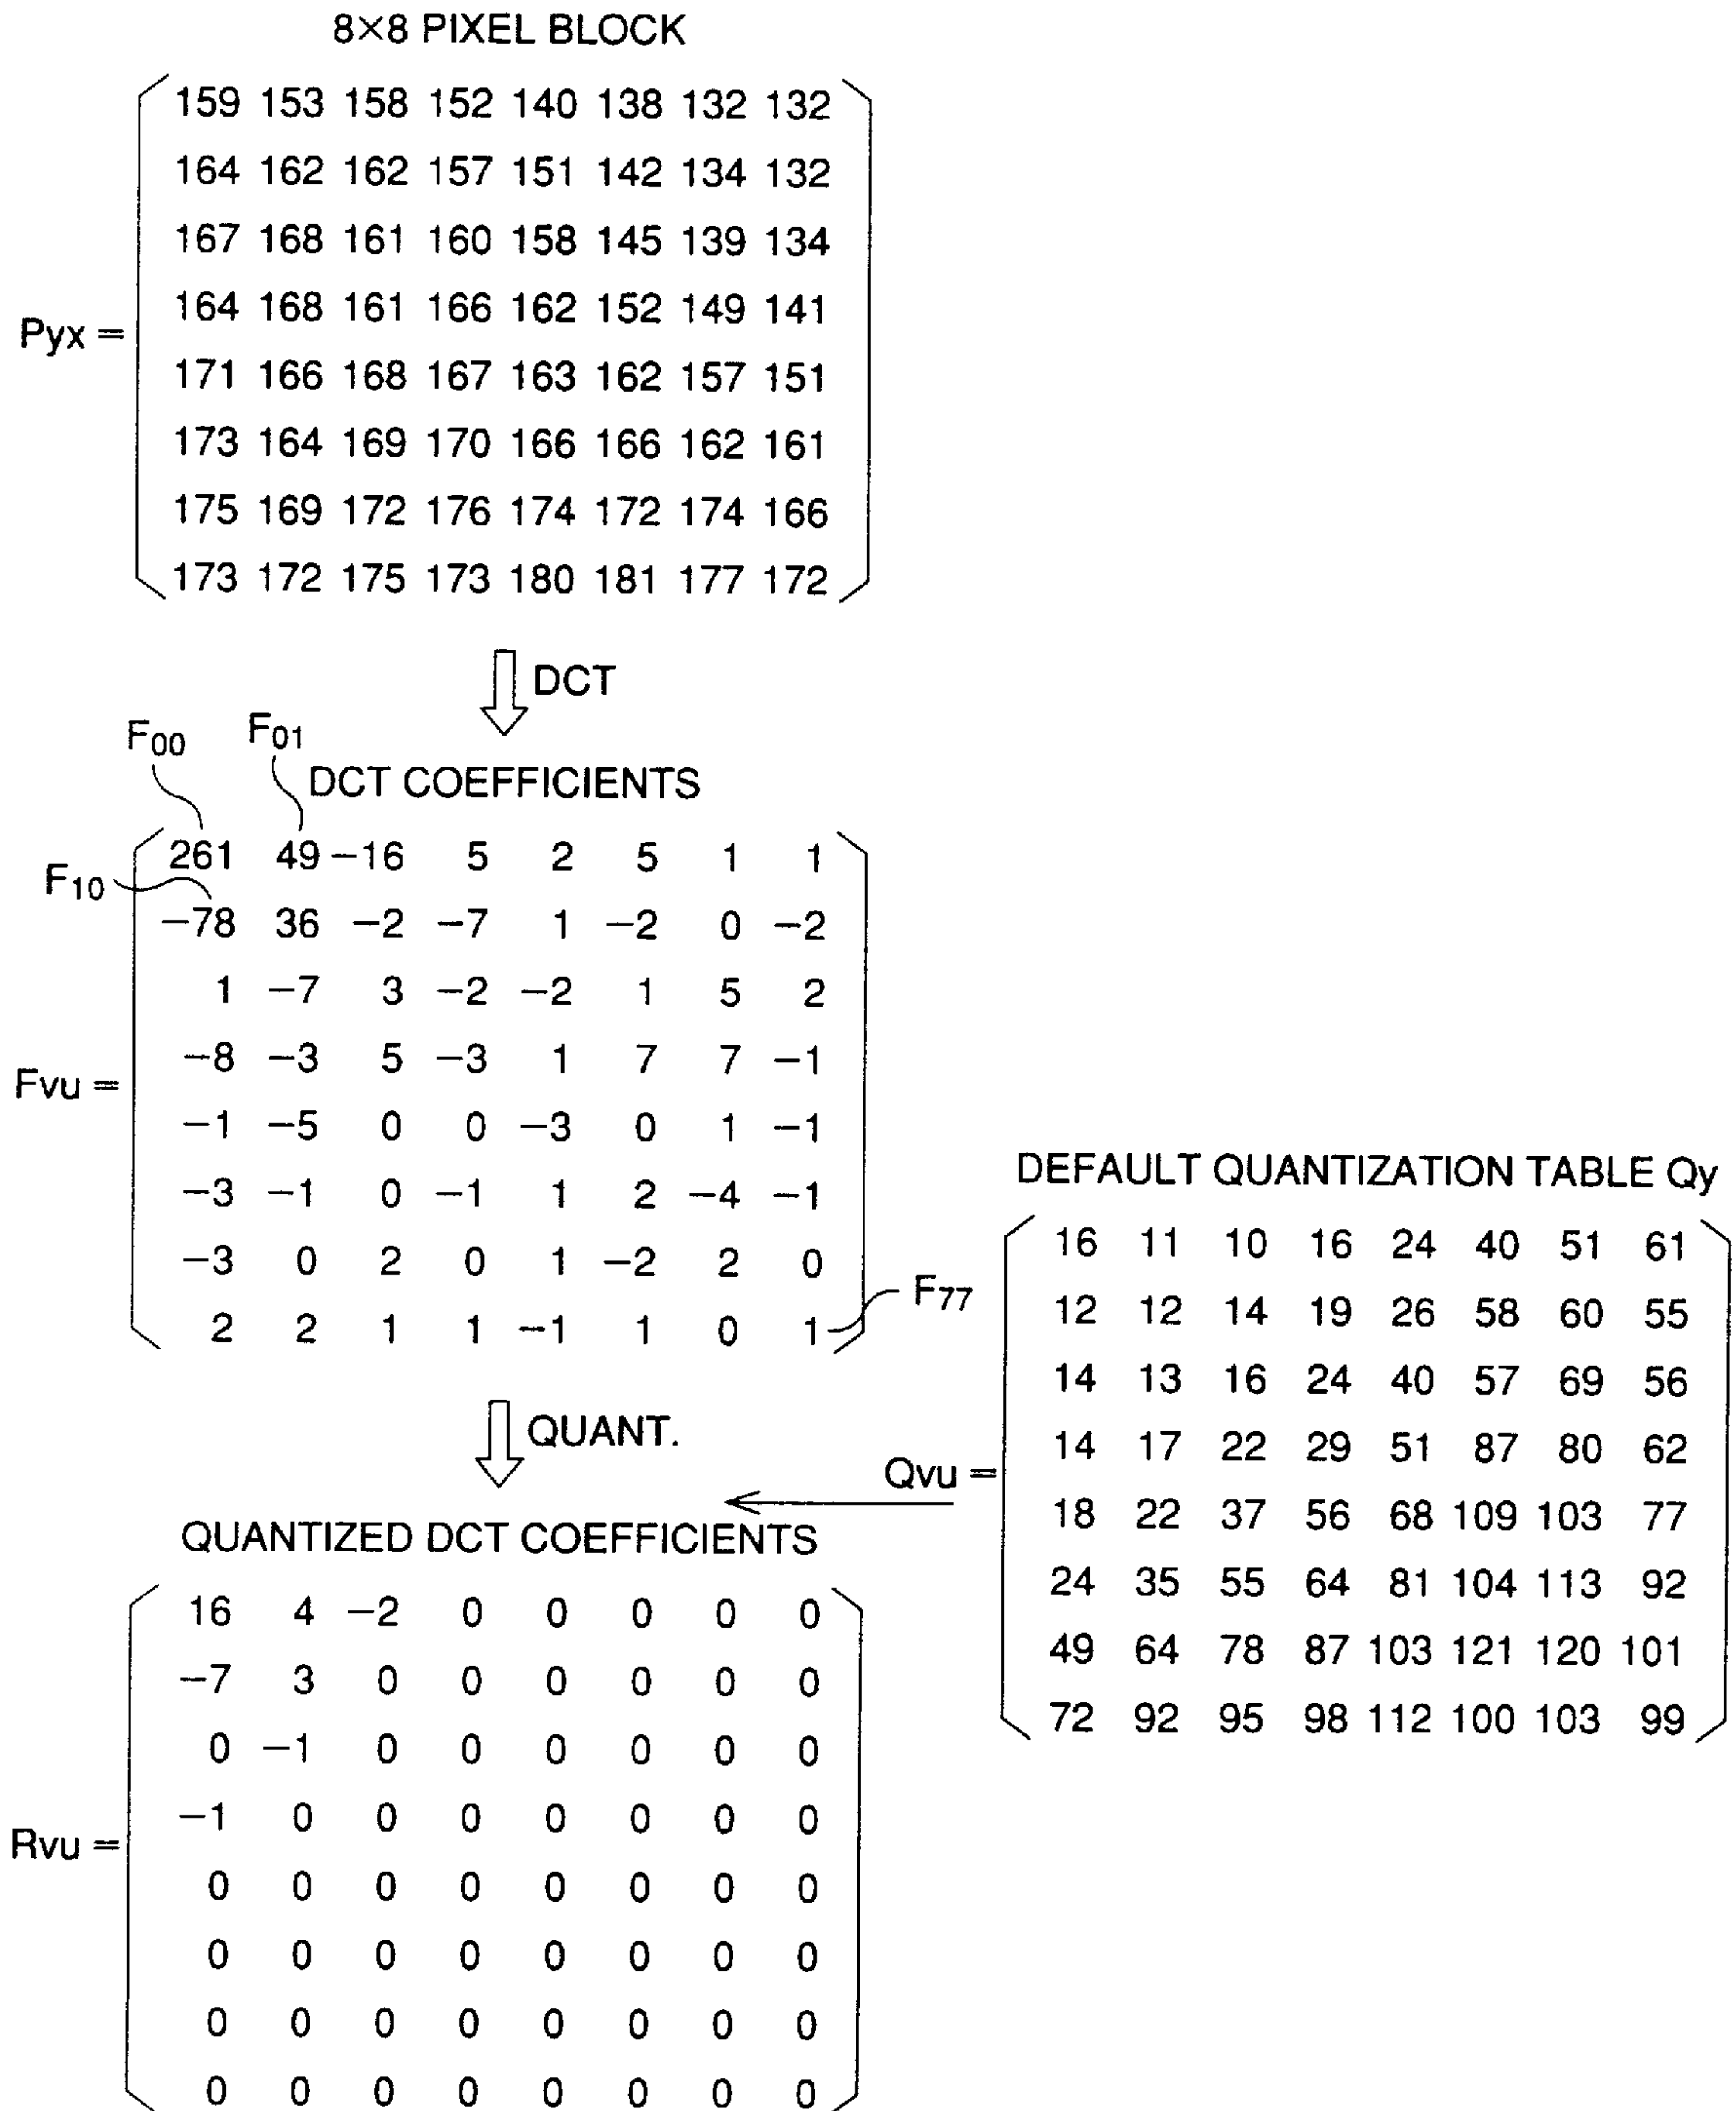 8×8 PIXEL BLOCK
159 153 158 152 140 138 132 132
164 162 162 157 151 142 134 132
167 168 161 160 158 145 139 134
164 168 161 166 162 152 149 141
Pyx =
171 166 168 167 163 162 157 151
173 164 169 170 166 166 162 161
175 169 172 176 174 172 174 166
173 172 175 173 180 181 177 172
DCT
F00 F01
DCT COEFFICIENTS
261 49 −16 5 2 5 1 1
F10
−78 36 −2 −7 1 −2 0 −2
1 −7 3 −2 −2 1 5 2
−8 −3 5 −3 1 7 7 −1
Fvu =
−1 −5 0 0 −3 0 1 −1
−3 −1 0 −1 1 2 −4 −1
−3 0 2 0 1 −2 2 0
F77
2 2 1 1 −1 1 0 1
QUANT.
DEFAULT QUANTIZATION TABLE Qy
16 11 10 16 24 40 51 61
12 12 14 19 26 58 60 55
14 13 16 24 40 57 69 56
14 17 22 29 51 87 80 62
Qvu =
18 22 37 56 68 109 103 77
24 35 55 64 81 104 113 92
49 64 78 87 103 121 120 101
72 92 95 98 112 100 103 99
QUANTIZED DCT COEFFICIENTS
16 4 −2 0 0 0 0 0
−7 3 0 0 0 0 0 0
0 −1 0 0 0 0 0 0
−1 0 0 0 0 0 0 0
Rvu =
0 0 0 0 0 0 0 0
0 0 0 0 0 0 0 0
0 0 0 0 0 0 0 0
0 0 0 0 0 0 0 0